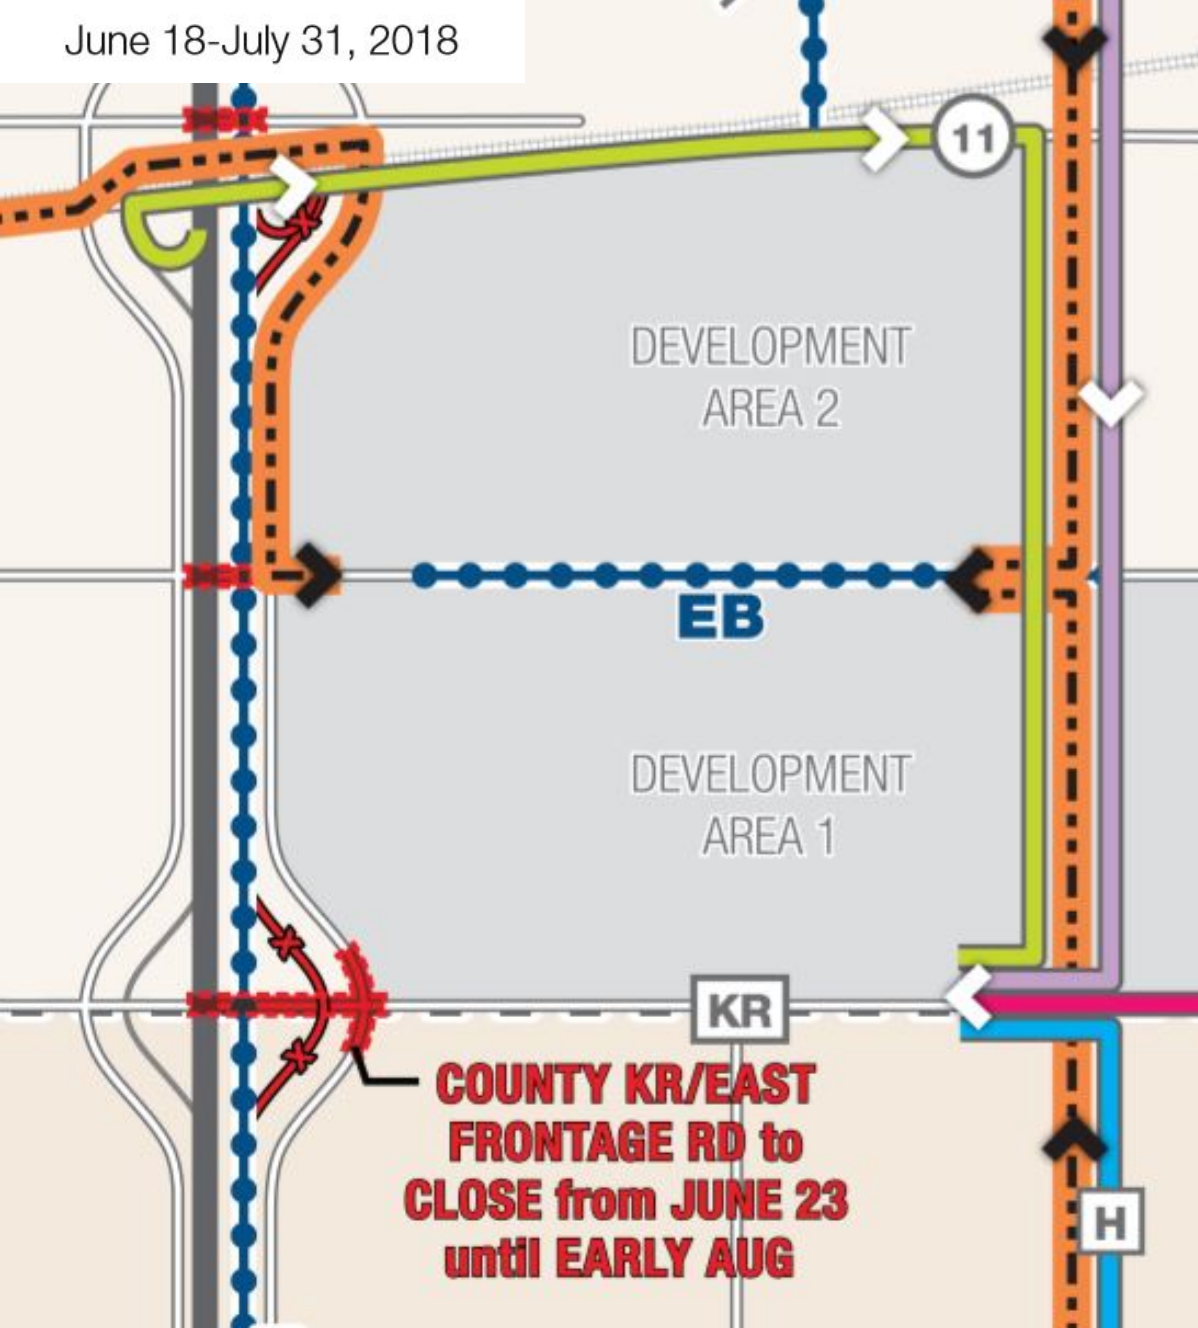 June 18-July 31, 2018
11
DEVELOPMENT
AREA 2
EB
DEVELOPMENT
AREA 1
KR
COUNTY KR/EAST
FRONTAGE RD to
CLOSE from JUNE 23
until EARLY AUG
H